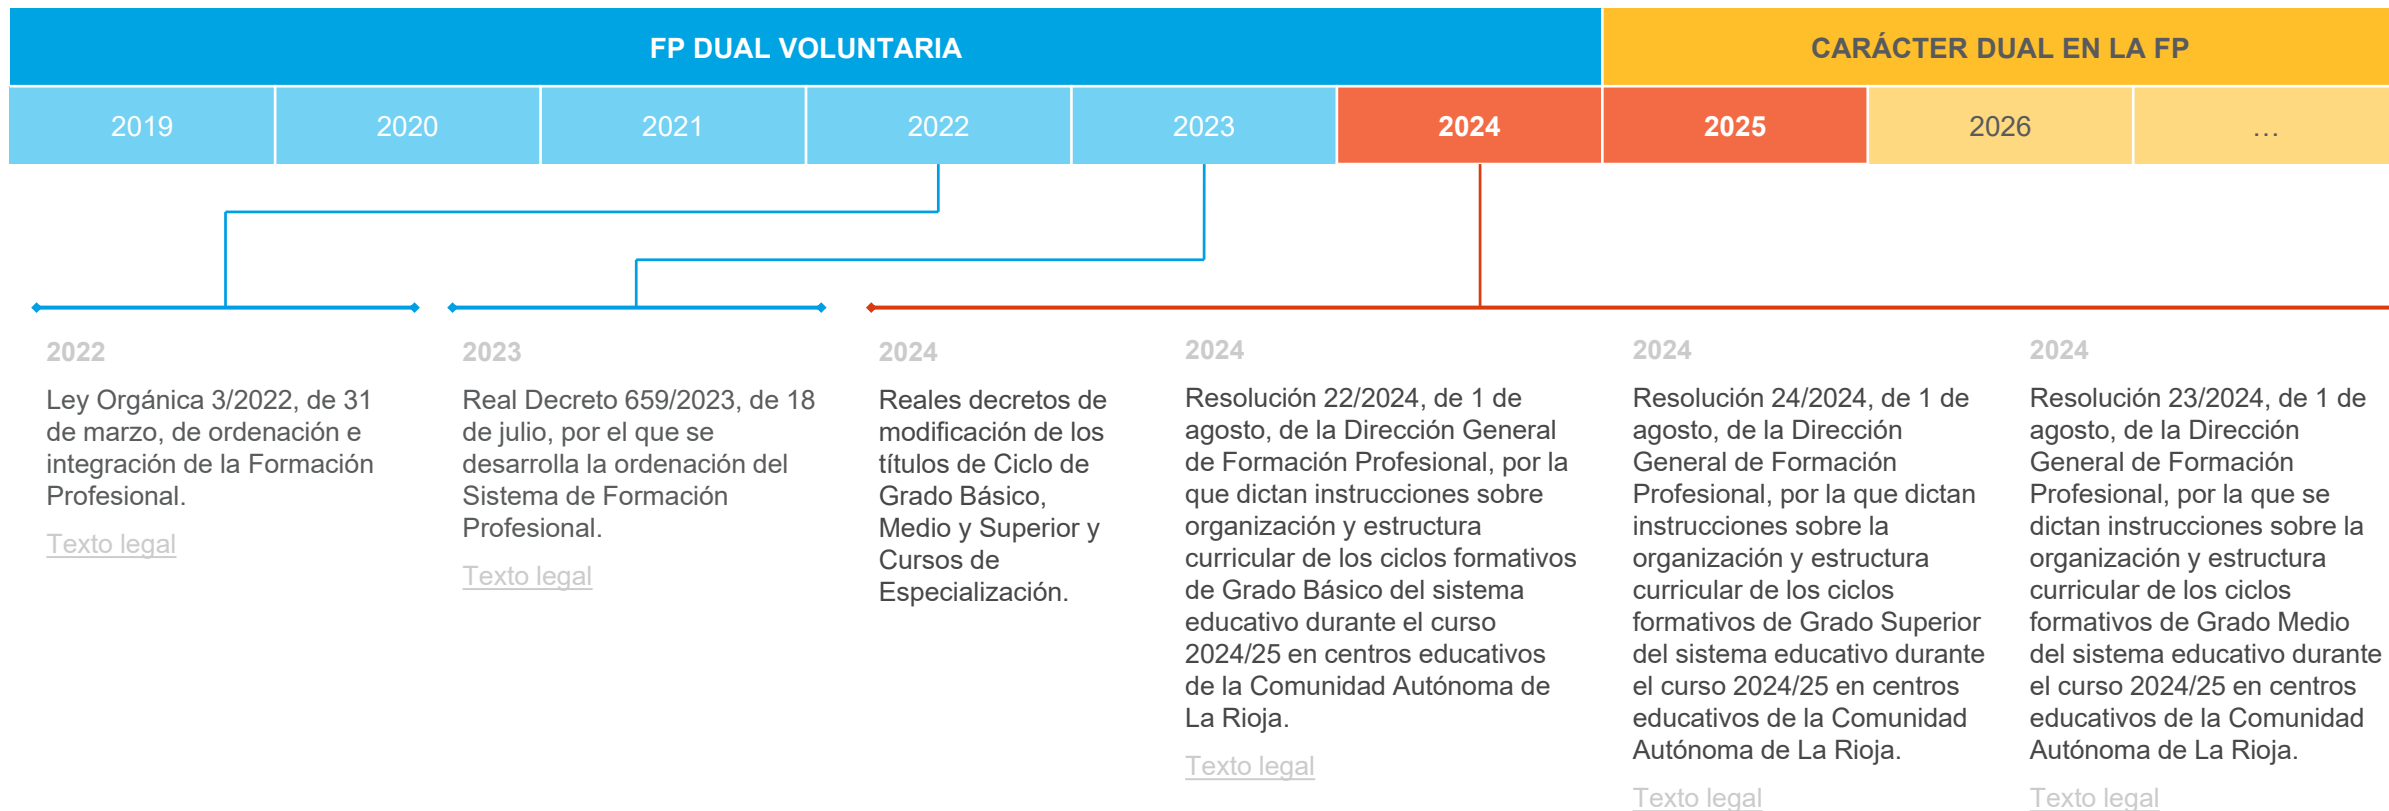 FP DUAL VOLUNTARIA
CARÁCTER DUAL EN LA FP
2019
2020
2021
2022
2023
2024
2025
2026
…
2022
Ley Orgánica 3/2022, de 31
de marzo, de ordenación e
integración de la Formación
Profesional.
Texto legal
2023
Real Decreto 659/2023, de 18
de julio, por el que se
desarrolla la ordenación del
Sistema de Formación
Profesional.
Texto legal
2024
Reales decretos de
modificación de los
títulos de Ciclo de
Grado Básico,
Medio y Superior y
Cursos de
Especialización.
2024
Resolución 22/2024, de 1 de
agosto, de la Dirección General
de Formación Profesional, por la
que dictan instrucciones sobre
organización y estructura
curricular de los ciclos formativos
de Grado Básico del sistema
educativo durante el curso
2024/25 en centros educativos
de la Comunidad Autónoma de
La Rioja.
Texto legal
2024
Resolución 24/2024, de 1 de
agosto, de la Dirección
General de Formación
Profesional, por la que dictan
instrucciones sobre la
organización y estructura
curricular de los ciclos
formativos de Grado Superior
del sistema educativo durante
el curso 2024/25 en centros
educativos de la Comunidad
Autónoma de La Rioja.
Texto legal
2024
Resolución 23/2024, de 1 de
agosto, de la Dirección
General de Formación
Profesional, por la que se
dictan instrucciones sobre la
organización y estructura
curricular de los ciclos
formativos de Grado Medio
del sistema educativo durante
el curso 2024/25 en centros
educativos de la Comunidad
Autónoma de La Rioja.
Texto legal